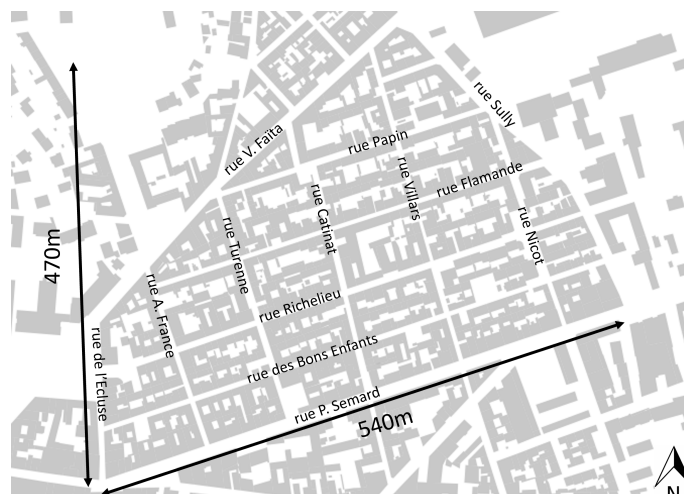 rue Sully
rue V. Faïta
rue Papin
rue Flamande
rue Villars
rue Catinat
rue Nicot
rue Turenne
470m
rue A. France
rue Richelieu
rue de l'Ecluse
rue des Bons Enfants
rue P. Semard
540m
N